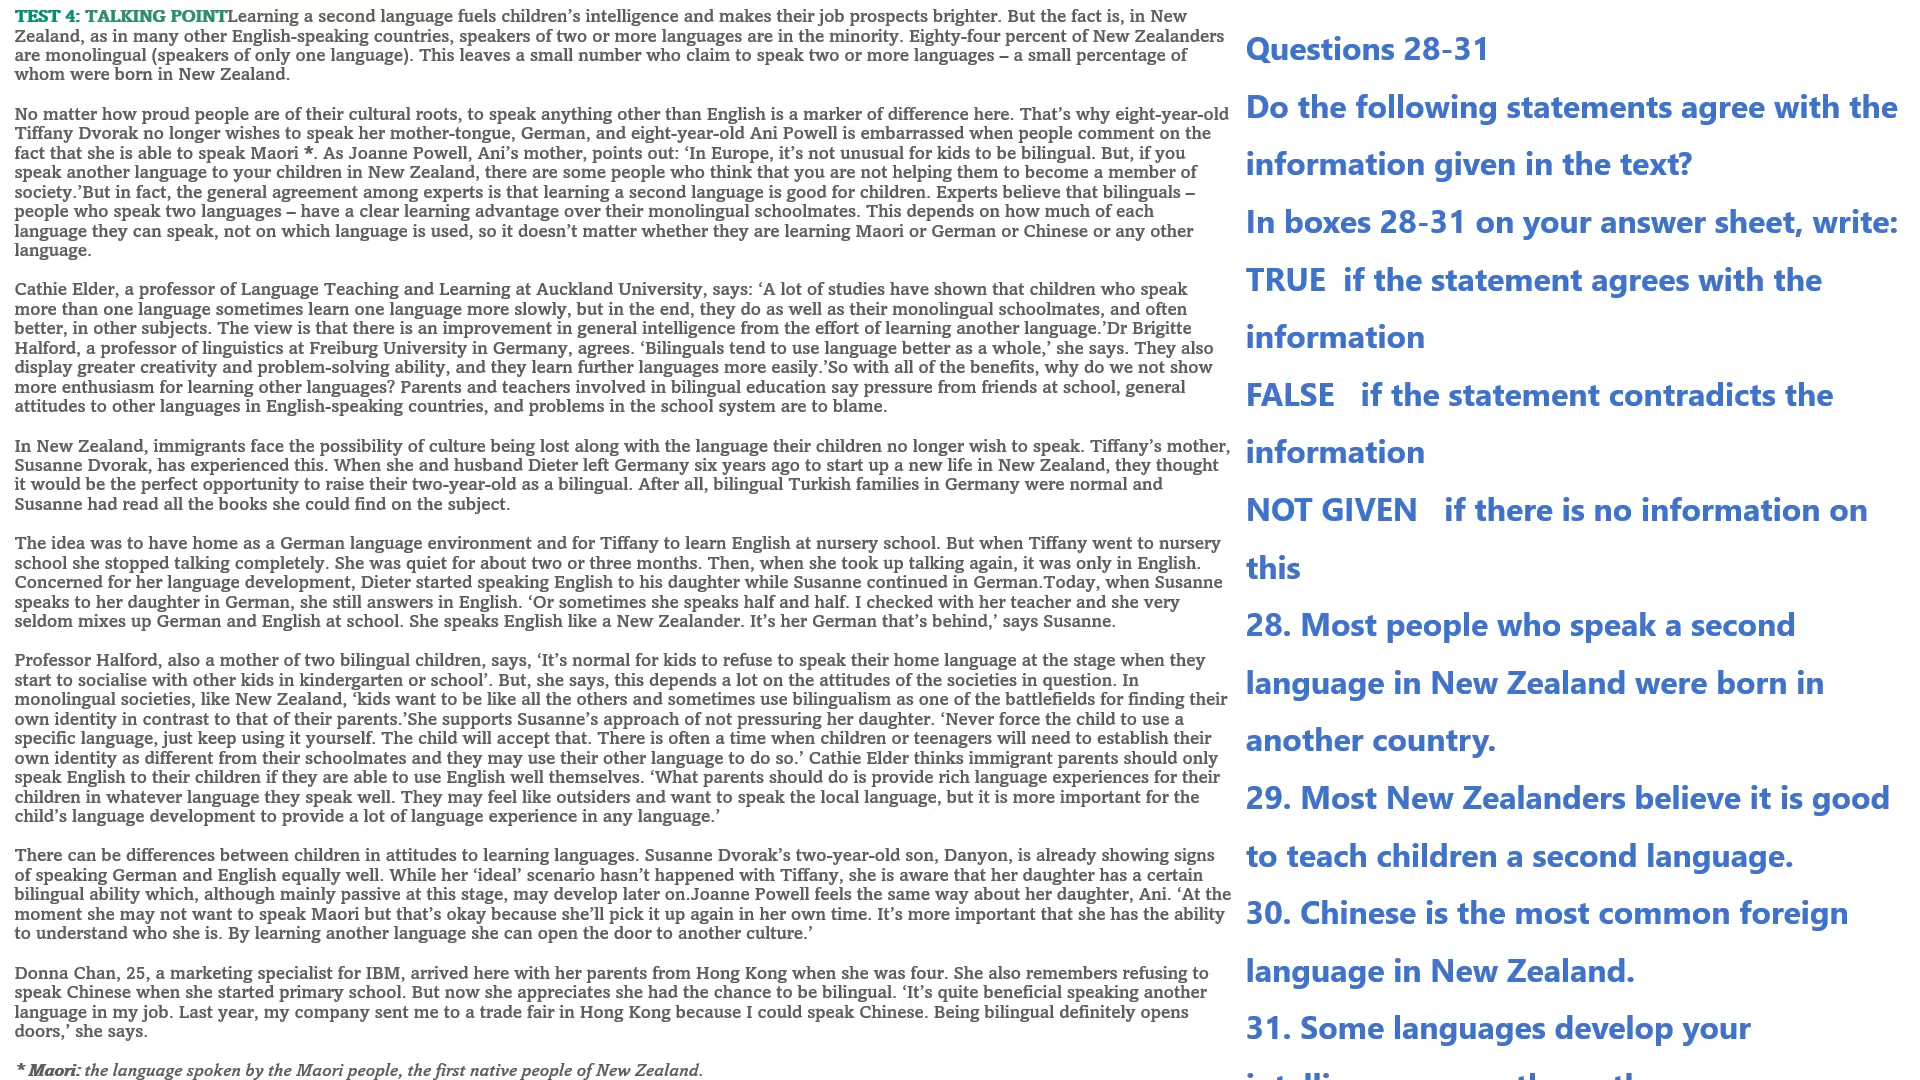 TEST 4: TALKING POINTLearning a second language fuels children's intelligence and makes their job prospects brighter. But the fact is, in New
Zealand, as in many other English-speaking countries, speakers of two or more languages are in the minority. Eighty-four percent of New Zealanders
are monolingual (speakers of only one language). This leaves a small number who claim to speak two or more languages – a small percentage of
whom were born in New Zealand.
No matter how proud people are of their cultural roots, to speak anything other than English is a marker of difference here. That's why eight-year-old
Tiffany Dvorak no longer wishes to speak her mother-tongue, German, and eight-year-old Ani Powell is embarrassed when people comment on the
fact that she is able to speak Maori *. As Joanne Powell, Ani's mother, points out: 'In Europe, it's not unusual for kids to be bilingual. But, if you
speak another language to your children in New Zealand, there are some people who think that you are not helping them to become a member of
society.'But in fact, the general agreement among experts is that learning a second language is good for children. Experts believe that bilinguals –
people who speak two languages – have a clear learning advantage over their monolingual schoolmates. This depends on how much of each
language they can speak, not on which language is used, so it doesn't matter whether they are learning Maori or German or Chinese or any other
language.
Cathie Elder, a professor of Language Teaching and Learning at Auckland University, says: 'A lot of studies have shown that children who speak
more than one language sometimes learn one language more slowly, but in the end, they do as well as their monolingual schoolmates, and often
better, in other subjects. The view is that there is an improvement in general intelligence from the effort of learning another language.'Dr Brigitte
Halford, a professor of linguistics at Freiburg University in Germany, agrees. 'Bilinguals tend to use language better as a whole,' she says. They also
display greater creativity and problem-solving ability, and they learn further languages more easily.'So with all of the benefits, why do we not show
more enthusiasm for learning other languages? Parents and teachers involved in bilingual education say pressure from friends at school, general
attitudes to other languages in English-speaking countries, and problems in the school system are to blame.
In New Zealand, immigrants face the possibility of culture being lost along with the language their children no longer wish to speak. Tiffany's mother,
Susanne Dvorak, has experienced this. When she and husband Dieter left Germany six years ago to start up a new life in New Zealand, they thought
it would be the perfect opportunity to raise their two-year-old as a bilingual. After all, bilingual Turkish families in Germany were normal and
Susanne had read all the books she could find on the subject.
The idea was to have home as a German language environment and for Tiffany to learn English at nursery school. But when Tiffany went to nursery
school she stopped talking completely. She was quiet for about two or three months. Then, when she took up talking again, it was only in English.
Concerned for her language development, Dieter started speaking English to his daughter while Susanne continued in German.Today, when Susanne
speaks to her daughter in German, she still answers in English. 'Or sometimes she speaks half and half. I checked with her teacher and she very
seldom mixes up German and English at school. She speaks English like a New Zealander. It's her German that's behind,' says Susanne.
Professor Halford, also a mother of two bilingual children, says, 'It's normal for kids to refuse to speak their home language at the stage when they
start to socialise with other kids in kindergarten or school'. But, she says, this depends a lot on the attitudes of the societies in question. In
monolingual societies, like New Zealand, 'kids want to be like all the others and sometimes use bilingualism as one of the battlefields for finding their
own identity in contrast to that of their parents.'She supports Susanne's approach of not pressuring her daughter. 'Never force the child to use a
specific language, just keep using it yourself. The child will accept that. There is often a time when children or teenagers will need to establish their
own identity as different from their schoolmates and they may use their other language to do so.' Cathie Elder thinks immigrant parents should only
speak English to their children if they are able to use English well themselves. 'What parents should do is provide rich language experiences for their
children in whatever language they speak well. They may feel like outsiders and want to speak the local language, but it is more important for the
child's language development to provide a lot of language experience in any language.'
There can be differences between children in attitudes to learning languages. Susanne Dvorak's two-year-old son, Danyon, is already showing signs
of speaking German and English equally well. While her 'ideal' scenario hasn't happened with Tiffany, she is aware that her daughter has a certain
bilingual ability which, although mainly passive at this stage, may develop later on.Joanne Powell feels the same way about her daughter, Ani. 'At the
moment she may not want to speak Maori but that's okay because she'll pick it up again in her own time. It's more important that she has the ability
to understand who she is. By learning another language she can open the door to another culture.'
Donna Chan, 25, a marketing specialist for IBM, arrived here with her parents from Hong Kong when she was four. She also remembers refusing to
speak Chinese when she started primary school. But now she appreciates she had the chance to be bilingual. 'It's quite beneficial speaking another
language in my job. Last year, my company sent me to a trade fair in Hong Kong because I could speak Chinese. Being bilingual definitely opens
doors,' she says.
* Maori: the language spoken by the Maori people, the first native people of New Zealand.
Questions 28-31
Do the following statements agree with the
information given in the text?
In boxes 28-31 on your answer sheet, write:
TRUE if the statement agrees with the
information
FALSE if the statement contradicts the
information
NOT GIVEN if there is no information on
this
28. Most people who speak a second
language in New Zealand were born in
another country.
29. Most New Zealanders believe it is good
to teach children a second language.
30. Chinese is the most common foreign
language in New Zealand.
31. Some languages develop your